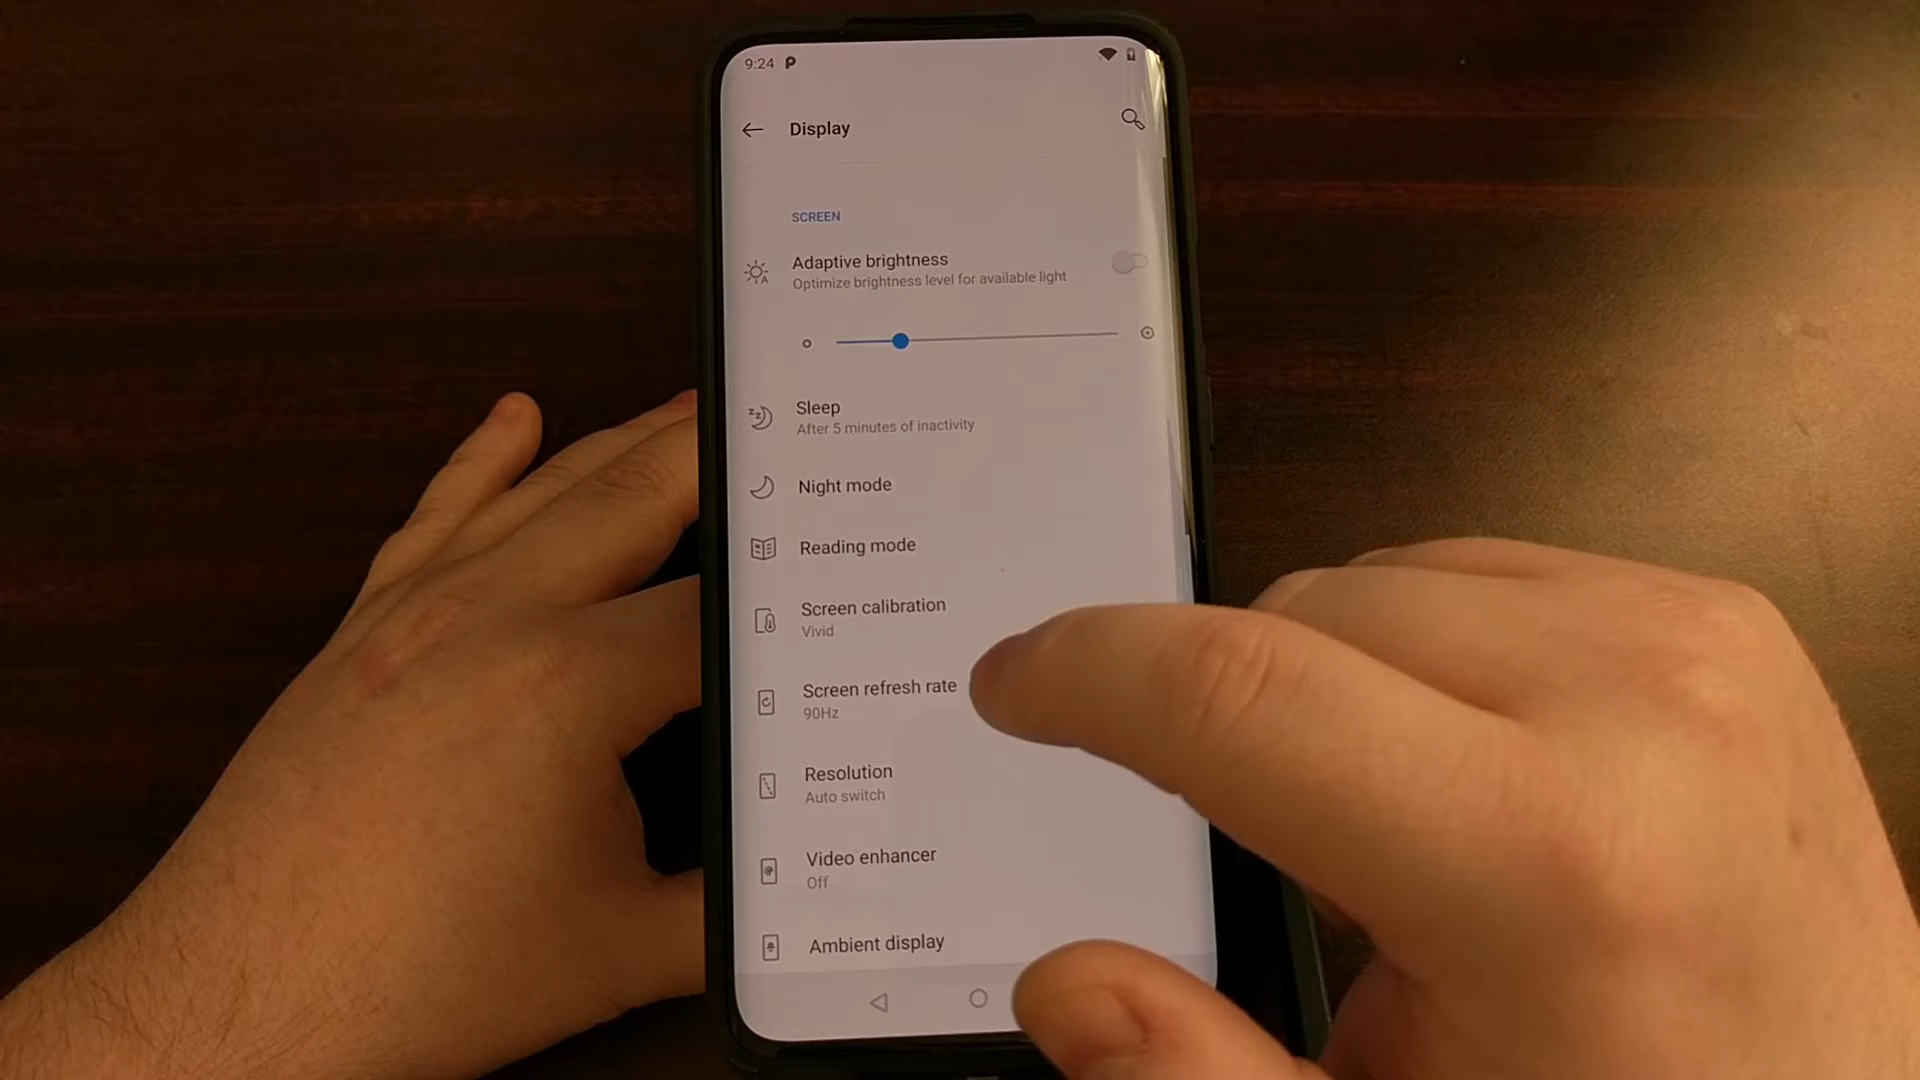 9:24
Display
SCREEN
Adaptive brightness
Optimize brightness level for available light
Sleep
After 5 minutes of inactivity
Night mode
Reading mode
Screen calibration
Vivid
Screen refresh rate
90Hz
Resolution
Auto switch
Video enhancer
Off
Ambient display